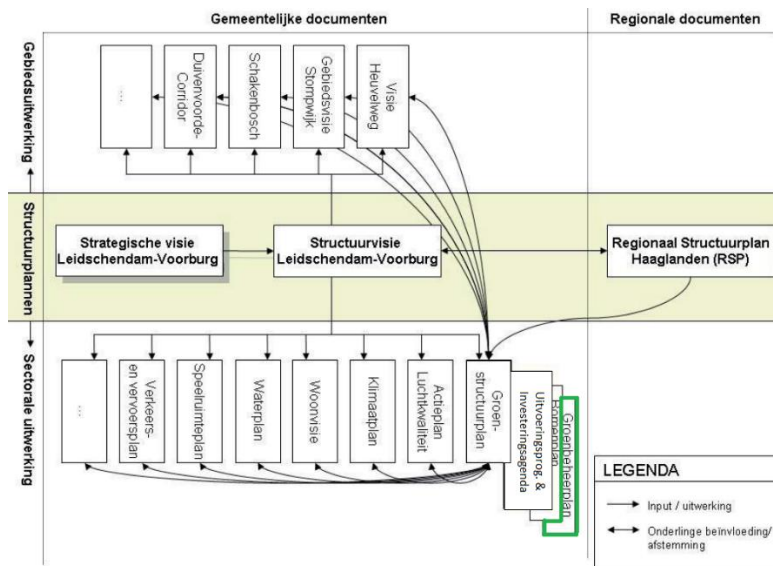 Gemeentelijke documenten
Regionale documenten
Gebiedsuitwerking
...
Duivenvoorde-
Corridor
Schakenbosch
Gebiedsvisie
Stompwijk
Visie
Heuvelweg
Structuurplannen
Strategische visie
Leidschendam-Voorburg
Structuurvisie
Leidschendam-Voorburg
Regionaal Structuurplan
Haaglanden (RSP)
Sectorale uitwerking
...
Verkeers-
en vervoersplan
Speelruimteplan
Waterplan
Woonvisie
Klimaatplan
Actieplan
Luchtkwaliteit
Groen-
structuurplan
Uitvoeringsprog. &
Investeringsagenda
Bomenplan
Groenbeheerplan
LEGENDA
Input / uitwerking
Onderlinge beïnvloeding/
afstemming